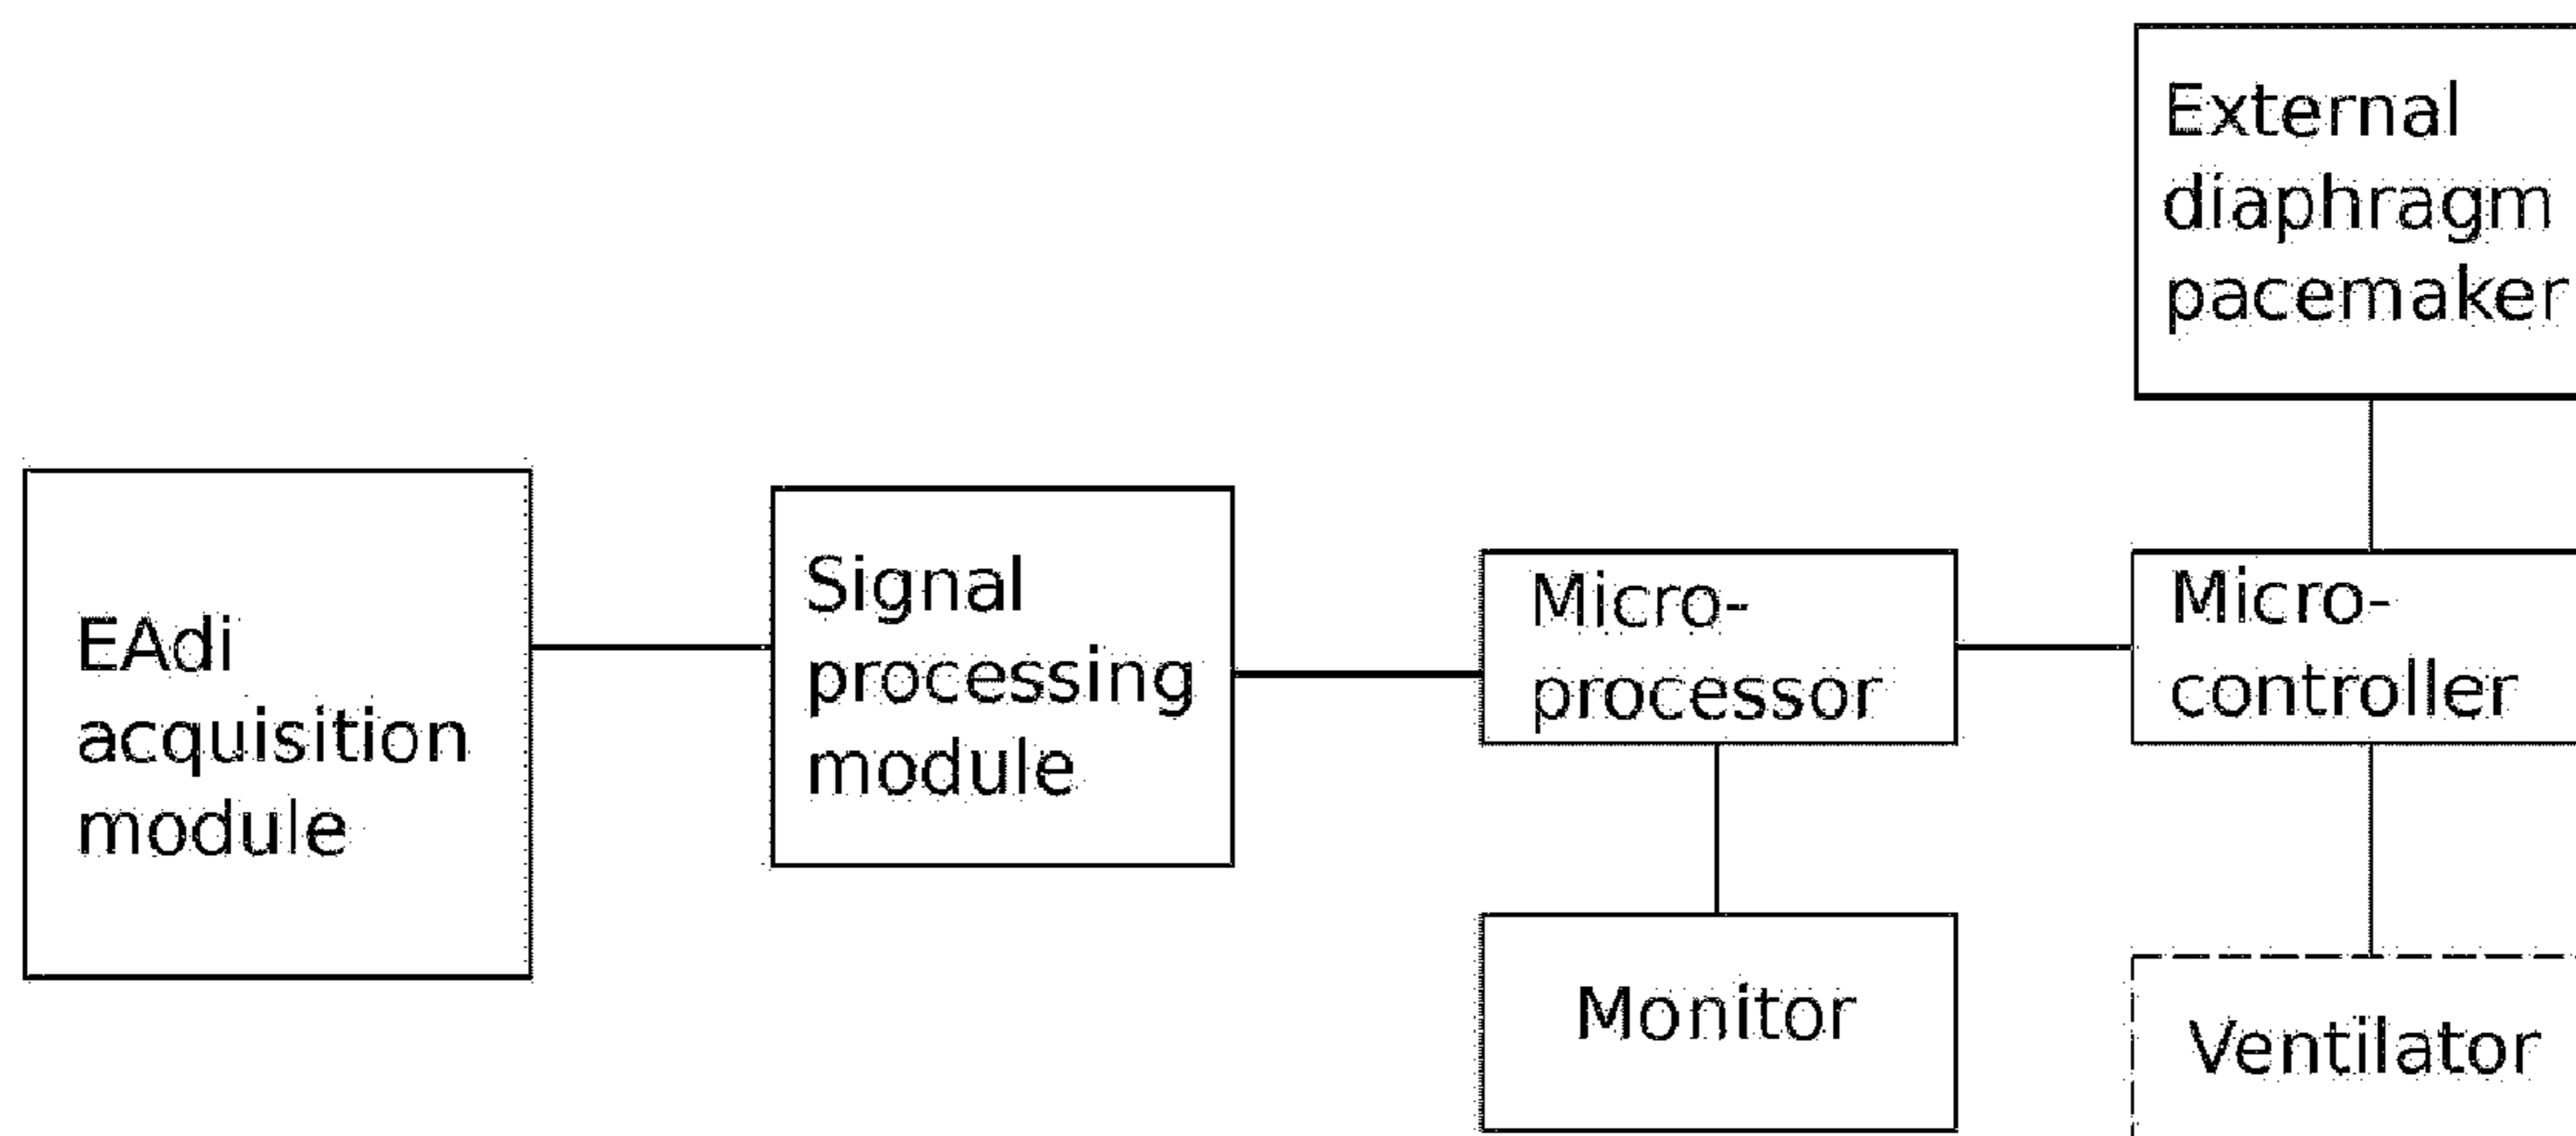 External
diaphragm
pacemaker
EAdi
acquisition
module
Signal
processing
module
Micro-
processor
Micro-
controller
Monitor
Ventilator